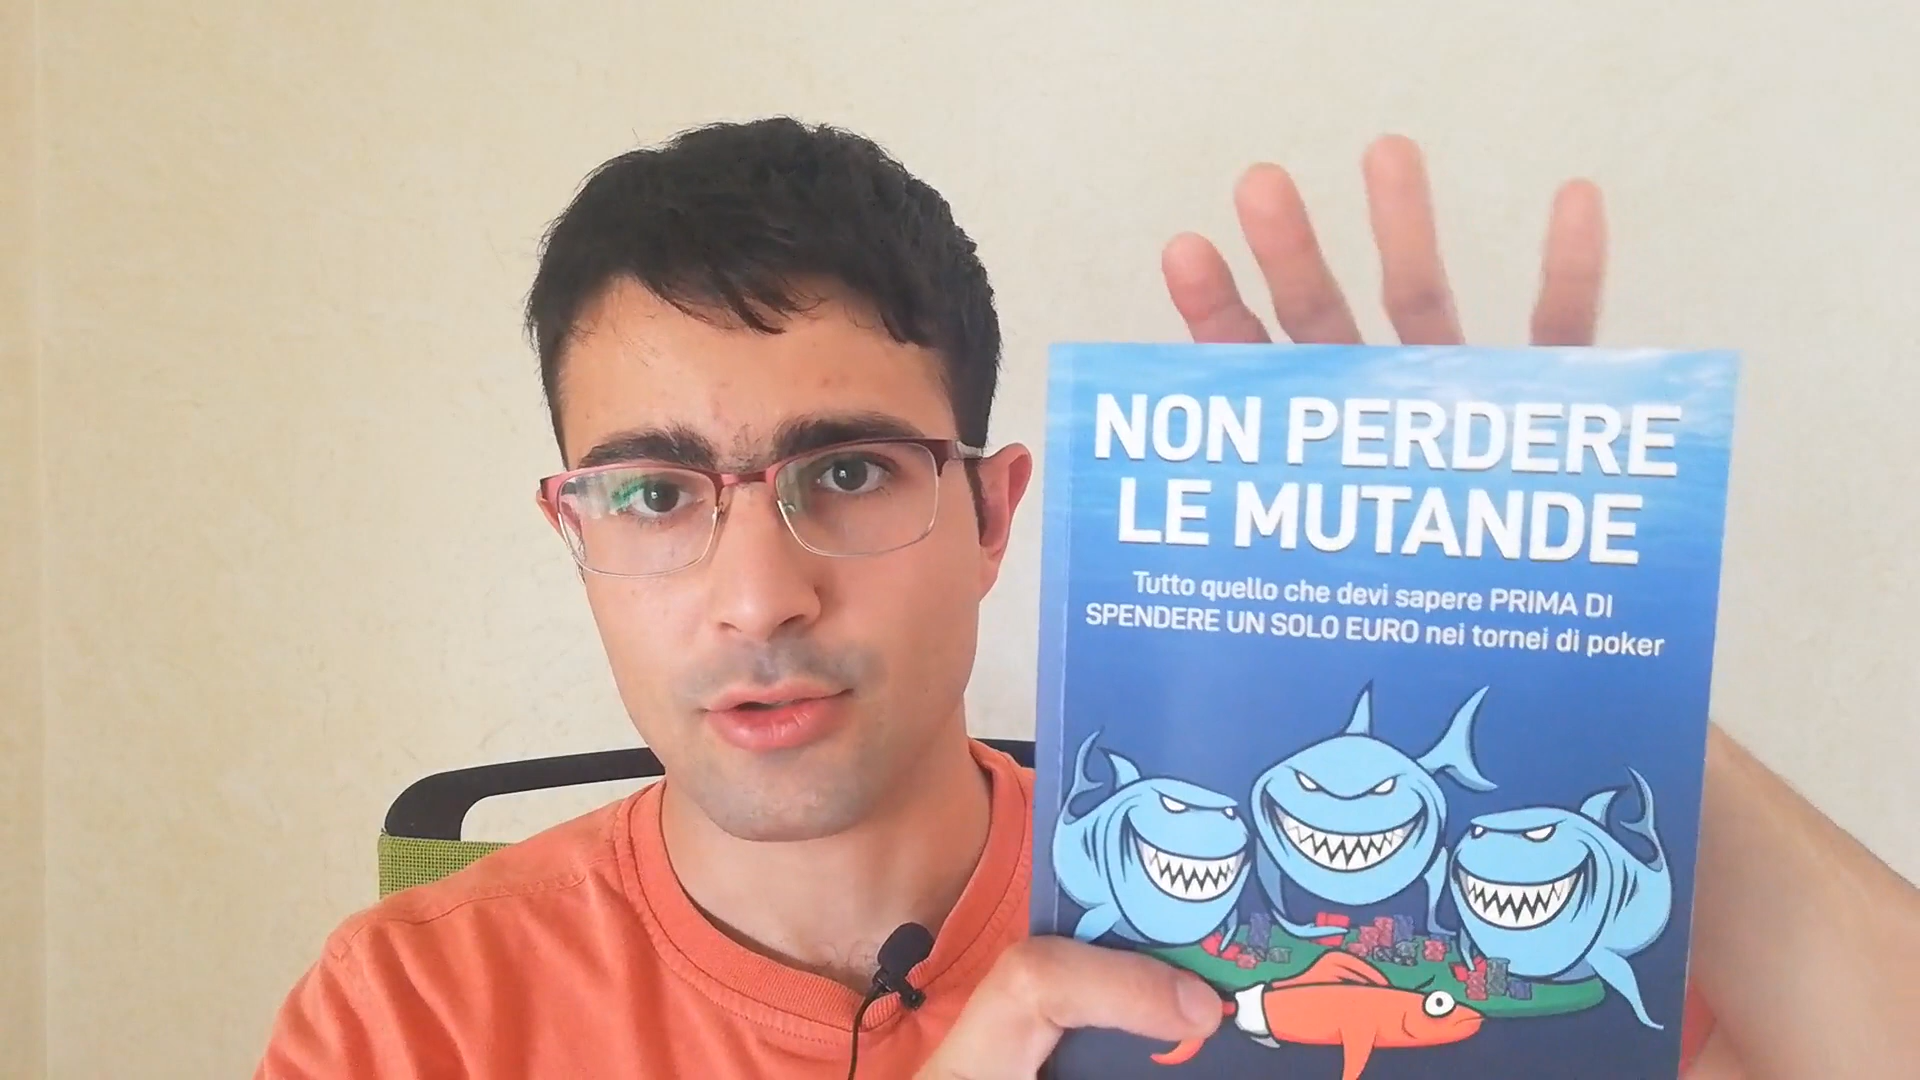 NON PERDERE
LE MUTANDE
Tutto quello che devi sapere PRIMA DI
SPENDERE UN SOLO EURO nei tornei di poker